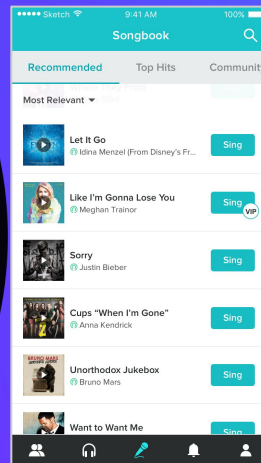 Sketch 9:41 AM 100%
Songbook
Recommended Top Hits Communit
Most Relevant
Let It Go
Idina Menzel (From Disney's Fr...
Sing
Like I'm Gonna Lose You
Meghan Trainor
Sing
VIP
Sorry
Justin Bieber
Sing
Cups "When I'm Gone"
Anna Kendrick
Sing
BRUNO MARS
Unorthodox Jukebox
Bruno Mars
Sing
Want to Want Me
Sing